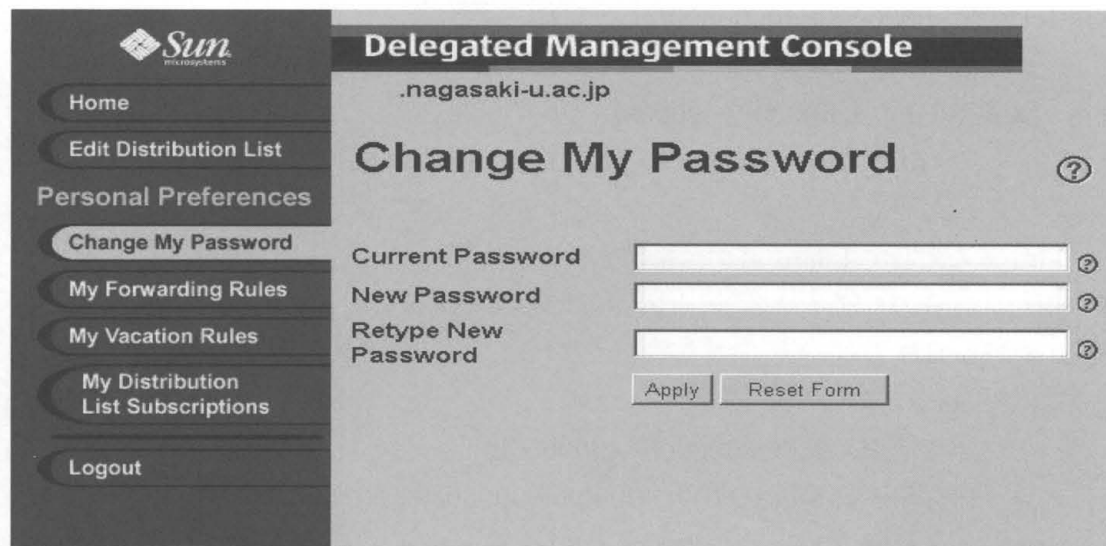 Sun
microsystems
Home
Edit Distribution List
Personal Preferences
Change My Password
My Forwarding Rules
My Vacation Rules
My Distribution
List Subscriptions
Logout
Delegated Management Console
.nagasaki-u.ac.jp
Change My Password
?
Current Password
?
New Password
?
Retype New
Password
?
Apply
Reset Form